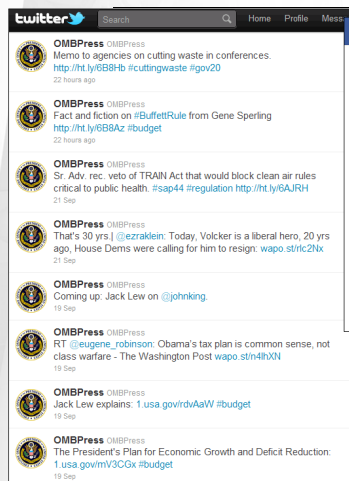 twitter Search Home Profile Mess
OMBPress OMBPress
Memo to agencies on cutting waste in conferences.
http://ht.ly/6B8Hb #cuttingwaste #gov20
22 hours ago
OMBPress OMBPress
Fact and fiction on #BuffettRule from Gene Sperling
http://ht.ly/6B8Az #budget
22 hours ago
OMBPress OMBPress
Sr. Adv. rec. veto of TRAIN Act that would block clean air rules
critical to public health. #sap44 #regulation http://ht.ly/6AJRH
21 Sep
OMBPress OMBPress
That's 30 yrs.| @ezraklein: Today, Volcker is a liberal hero, 20 yrs
ago, House Dems were calling for him to resign: wapo.st/rlc2Nx
21 Sep
OMBPress OMBPress
Coming up: Jack Lew on @johnking.
19 Sep
OMBPress OMBPress
RT @eugene_robinson: Obama's tax plan is common sense, not
class warfare - The Washington Post wapo.st/n4lhXN
19 Sep
OMBPress OMBPress
Jack Lew explains: 1.usa.gov/rdvAaW #budget
19 Sep
OMBPress OMBPress
The President's Plan for Economic Growth and Deficit Reduction:
1.usa.gov/mV3CGx #budget
19 Sep